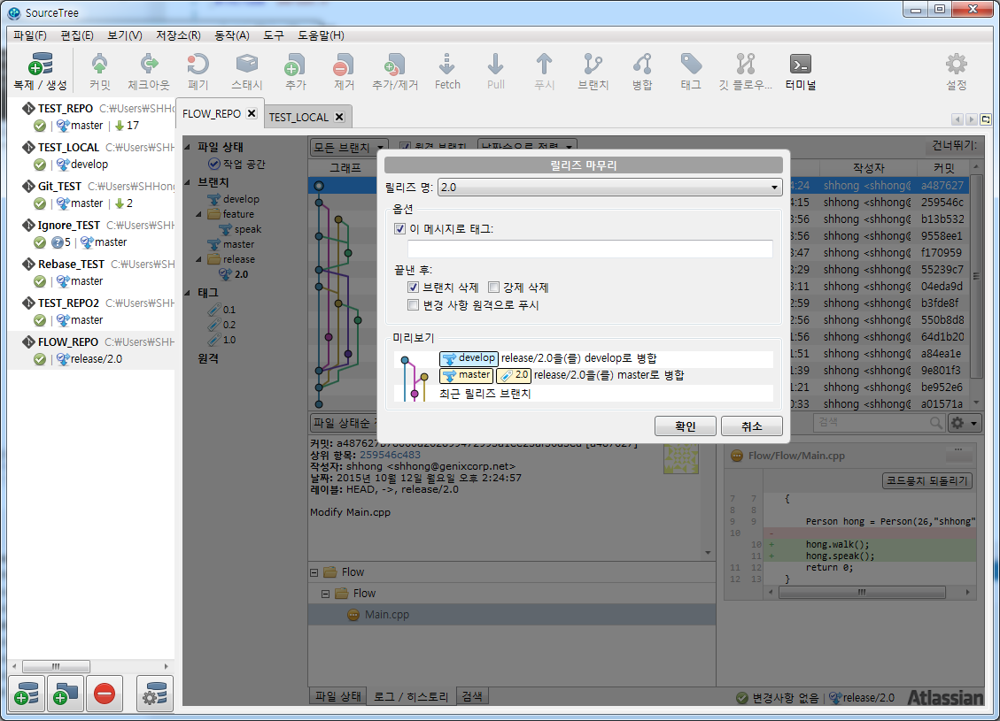 SourceTree
파일(F) 편집(E) 보기(V) 저장소(R) 동작(A) 도구 도움말(H)
복제 / 생성 커밋 체크아웃 폐기 스태시 추가 제거 추가/제거 Fetch Pull 푸시 브랜치 병합 태그 깃 플로우... 터미널 설정
TEST_REPO C:\Users\SHHo
master 17
TEST_LOCAL C:\Users\SHH
develop
Git_TEST C:\Users\SHHong
master 2
Ignore_TEST C:\Users\SH
5 master
Rebase_TEST C:\Users\SH
master
TEST_REPO2 C:\Users\SHH
master
FLOW_REPO C:\Users\SHH
release/2.0
FLOW_REPO TEST_LOCAL
파일 상태
작업 공간
브랜치
develop
feature
speak
master
release
2.0
태그
0.1
0.2
1.0
원격
모든 브랜치 원격 브랜치 날짜순으로 정렬 건너뛰기:
그래프 작성자 커밋
4:24 shhong <shhong@ a487627
4:15 shhong <shhong@ 259546c
3:56 shhong <shhong@ b13b532
3:56 shhong <shhong@ 9558ee1
3:47 shhong <shhong@ f170959
3:29 shhong <shhong@ 55239c7
3:11 shhong <shhong@ 04eda9d
2:56 shhong <shhong@ b3fde8f
2:56 shhong <shhong@ 550b8d8
1:56 shhong <shhong@ 64d1b20
1:51 shhong <shhong@ a84ea1e
1:39 shhong <shhong@ 9e801f3
1:21 shhong <shhong@ be952e6
0:33 shhong <shhong@ a01571a
릴리즈 마무리
릴리즈 명: 2.0
옵션
이 메시지로 태그:
끝낸 후:
브랜치 삭제 강제 삭제
변경 사항 원격으로 푸시
미리보기
develop release/2.0을(를) develop로 병합
master 2.0 release/2.0을(를) master로 병합
최근 릴리즈 브랜치
확인 취소
파일 상태순
검색
커밋: [a487627]
상위 항목: 259546c483
작성자: shhong <shhong@genixcorp.net>
날짜: 2015년 10월 12일 월요일 오후 2:24:57
레이블: HEAD, ->, release/2.0
Modify Main.cpp
Flow
Flow
Main.cpp
Flow/Flow/Main.cpp
코드뭉치 되돌리기
7 7 {
8 8
9 9 Person hong = Person(26,"shhong"
10 -
10 + hong.walk();
11 + hong.speak();
11 12 return 0;
12 13 }
파일 상태 로그 / 히스토리 검색
변경사항 없음 release/2.0 Atlassian